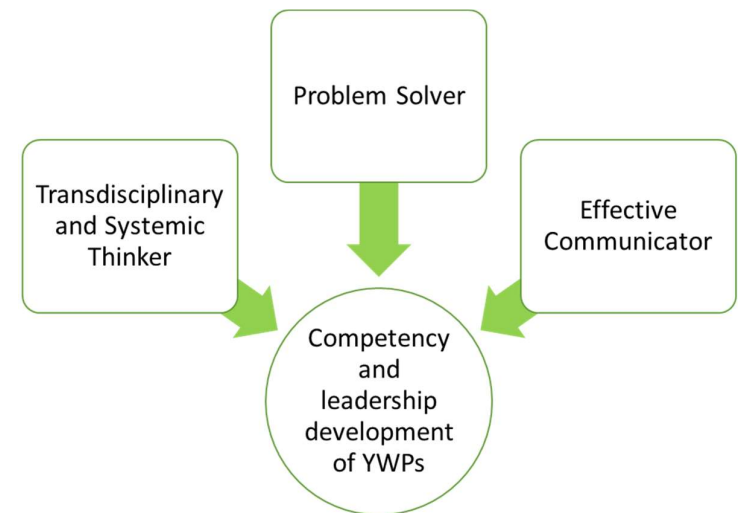 Problem Solver
Transdisciplinary
and Systemic
Thinker
Effective
Communicator
Competency
and
leadership
development
of YWPs